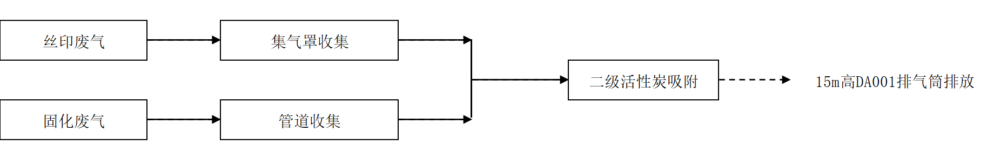 丝印废气
集气罩收集
二级活性炭吸附
15m高DA001排气筒排放
固化废气
管道收集